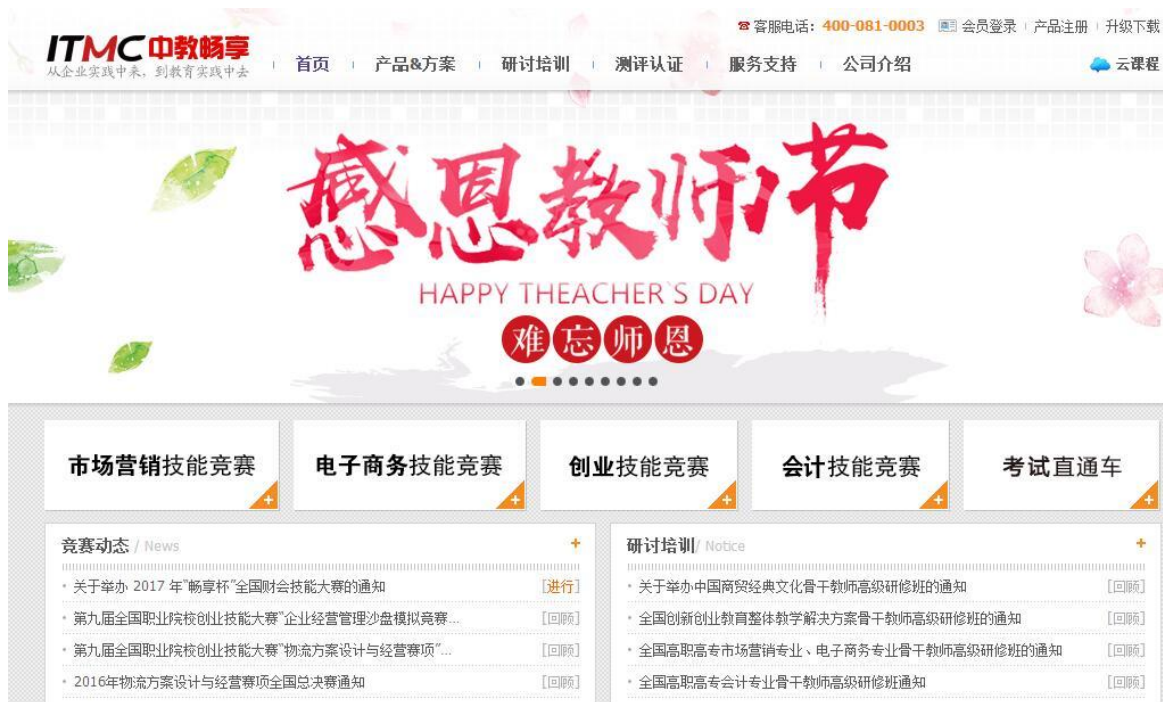 客服电话：400-081-0003 会员登录 产品注册 升级下载
ITMC 中教畅享
从企业实践中来，到教育实践中去
首页 产品&方案 研讨培训 测评认证 服务支持 公司介绍 云课程
感恩教师节
HAPPY THEACHER`S DAY
难忘师恩
市场营销技能竞赛 电子商务技能竞赛 创业技能竞赛 会计技能竞赛 考试直通车
竞赛动态 / News +
· 关于举办 2017 年"畅享杯"全国财会技能大赛的通知 [进行]
· 第九届全国职业院校创业技能大赛"企业经营管理沙盘模拟竞赛... [回顾]
· 第九届全国职业院校创业技能大赛"物流方案设计与经营赛项"... [回顾]
· 2016年物流方案设计与经营赛项全国总决赛通知 [回顾]
研讨培训/ Notice +
· 关于举办中国商贸经典文化骨干教师高级研修班的通知 [回顾]
· 全国创新创业教育整体教学解决方案骨干教师高级研修班的通知 [回顾]
· 全国高职高专市场营销专业、电子商务专业骨干教师高级研修班的通知 [回顾]
· 全国高职高专会计专业骨干教师高级研修班通知 [回顾]